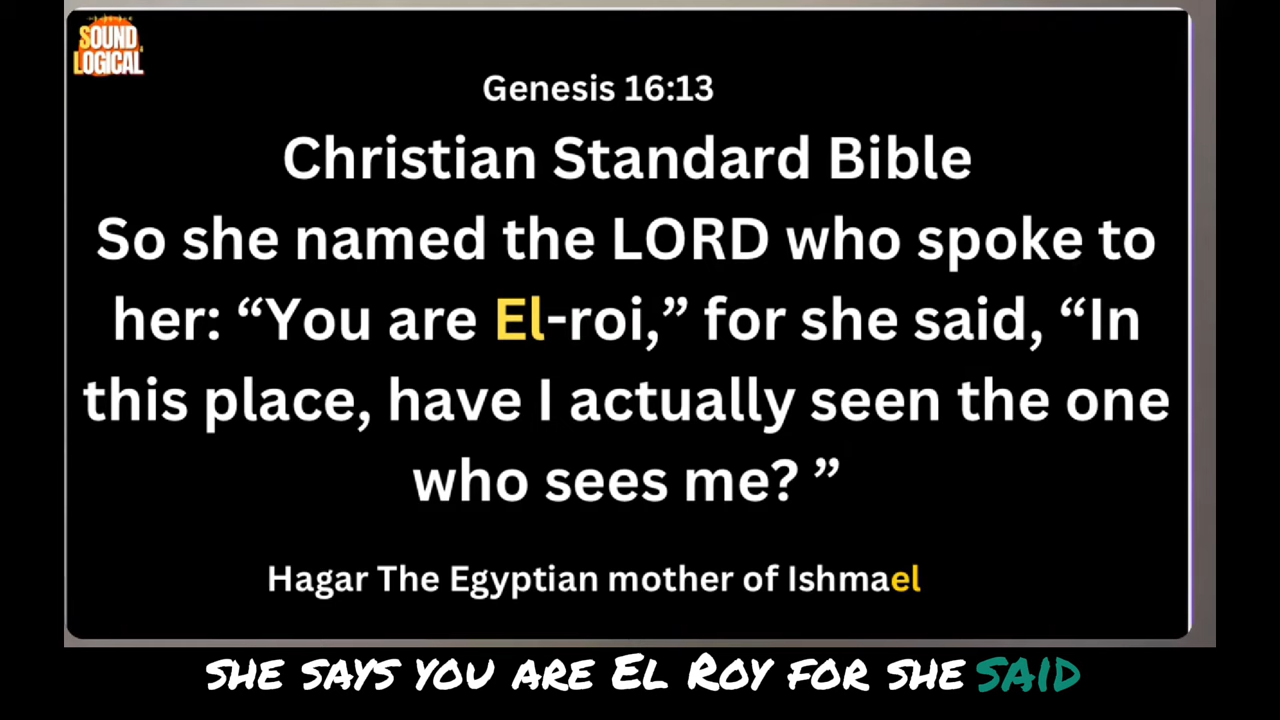 SOUND
LOGICAL
Genesis 16:13
Christian Standard Bible
So she named the LORD who spoke to
her: “You are El-roi,” for she said, “In
this place, have I actually seen the one
who sees me? ”
Hagar The Egyptian mother of Ishmael
SHE SAYS YOU ARE EL ROY FOR SHE SAID